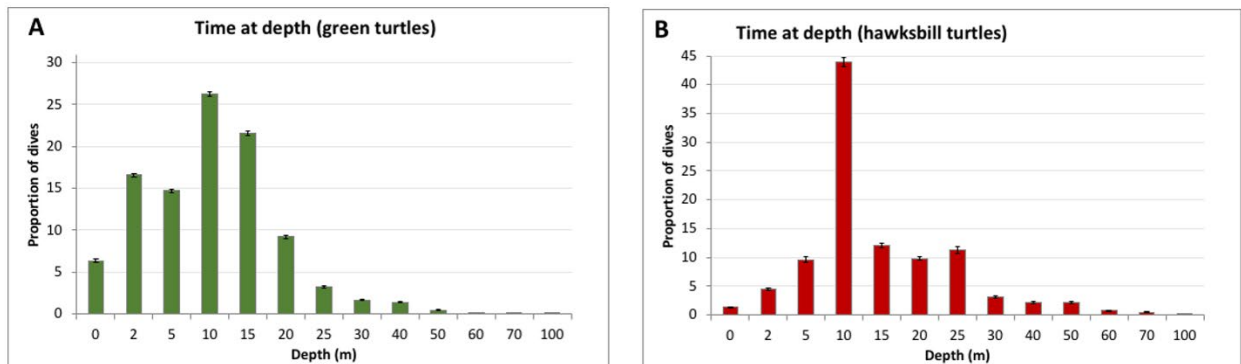 A
Time at depth (green turtles)
Proportion of dives
30
25
20
15
10
5
0
0 2 5 10 15 20 25 30 40 50 60 70 100
Depth (m)
B
Time at depth (hawksbill turtles)
Proportion of dives
45
40
35
30
25
20
15
10
5
0
0 2 5 10 15 20 25 30 40 50 60 70 100
Depth (m)